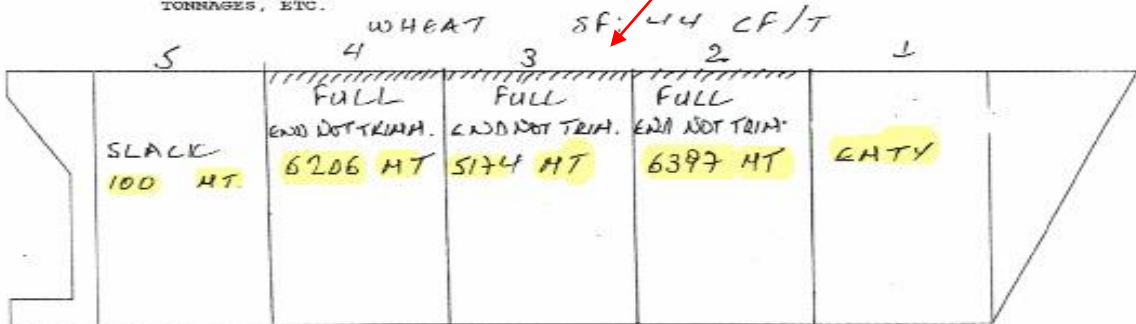 TONNAGES, ETC.
WHEAT SF: 44 CF/T
5 4 3 2 1
FULL FULL FULL
END NOT TRIMM. END NOT TRIM. END NOT TRIM.
SLACK
100 MT. 6206 MT 5174 MT 6397 MT EMTY